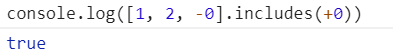 console.log([1, 2, -0].includes(+0))
true